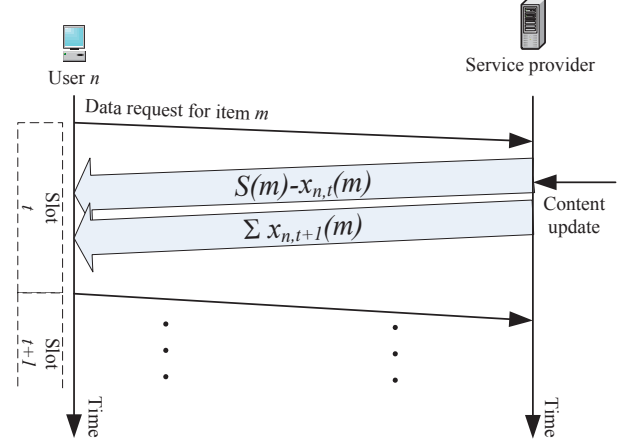 User n
Service provider
Data request for item m
S(m)-x_{n,t}(m)
Content
update
Σ x_{n,t+1}(m)
Slot
t
Slot
t+1
Time
Time